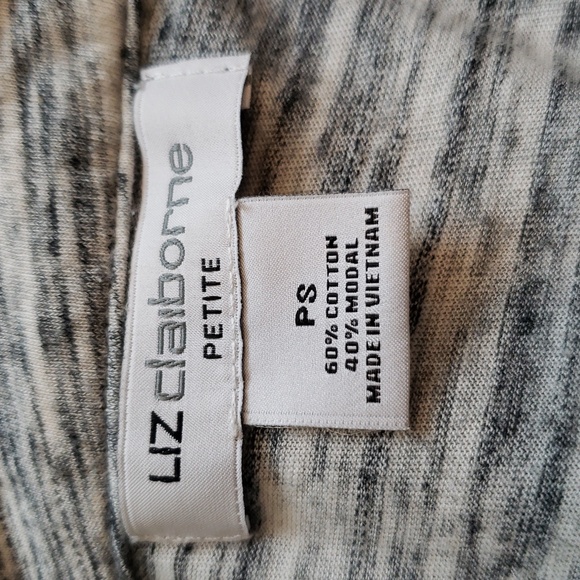 LIZ claiborne
PETITE
PS
60% COTTON
40% MODAL
MADE IN VIETNAM